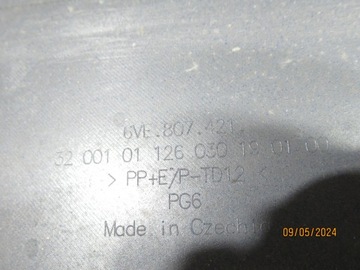 6VE.807.421
32 001 01 126 030 19 01 00
> PP+E/P-TD12 <
PG6
Made in Czech
09/05/2024